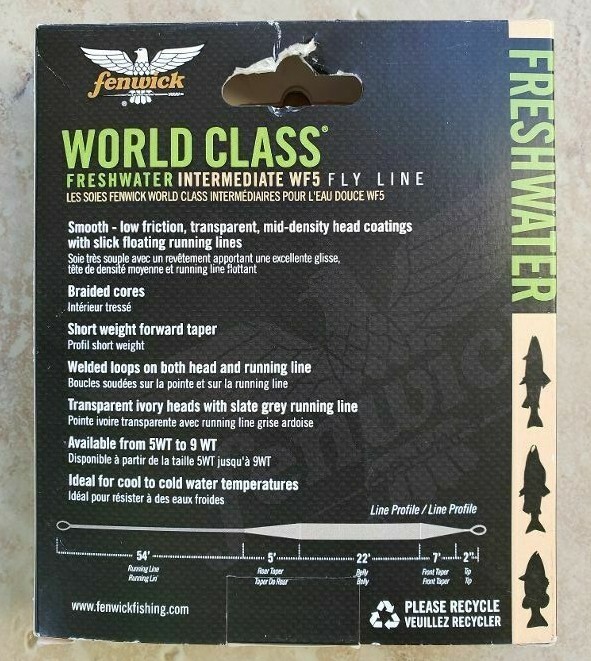 fenwick
WORLD CLASS®
FRESHWATER INTERMEDIATE WF5 FLY LINE
LES SOIES FENWICK WORLD CLASS INTERMÉDIAIRES POUR L'EAU DOUCE WF5
Smooth - low friction, transparent, mid-density head coatings
with slick floating running lines
Soie très souple avec un revêtement apportant une excellente glisse,
tête de densité moyenne et running line flottant
Braided cores
Intérieur tressé
Short weight forward taper
Profil short weight
Welded loops on both head and running line
Boucles soudées sur la pointe et sur la running line
Transparent ivory heads with slate grey running line
Pointe ivoire transparente avec running line grise ardoise
Available from 5WT to 9 WT
Disponible à partir de la taille 5WT jusqu'à 9WT
Ideal for cool to cold water temperatures
Idéal pour résister à des eaux froides
Line Profile / Line Profile
54' 5' 22' 7' 2"
Running Line Rear Taper Belly Front Taper Tip
Running Lin' Taper Da Rear Belly Front Taper Tip
www.fenwickfishing.com
PLEASE RECYCLE
VEUILLEZ RECYCLER
FRESHWATER